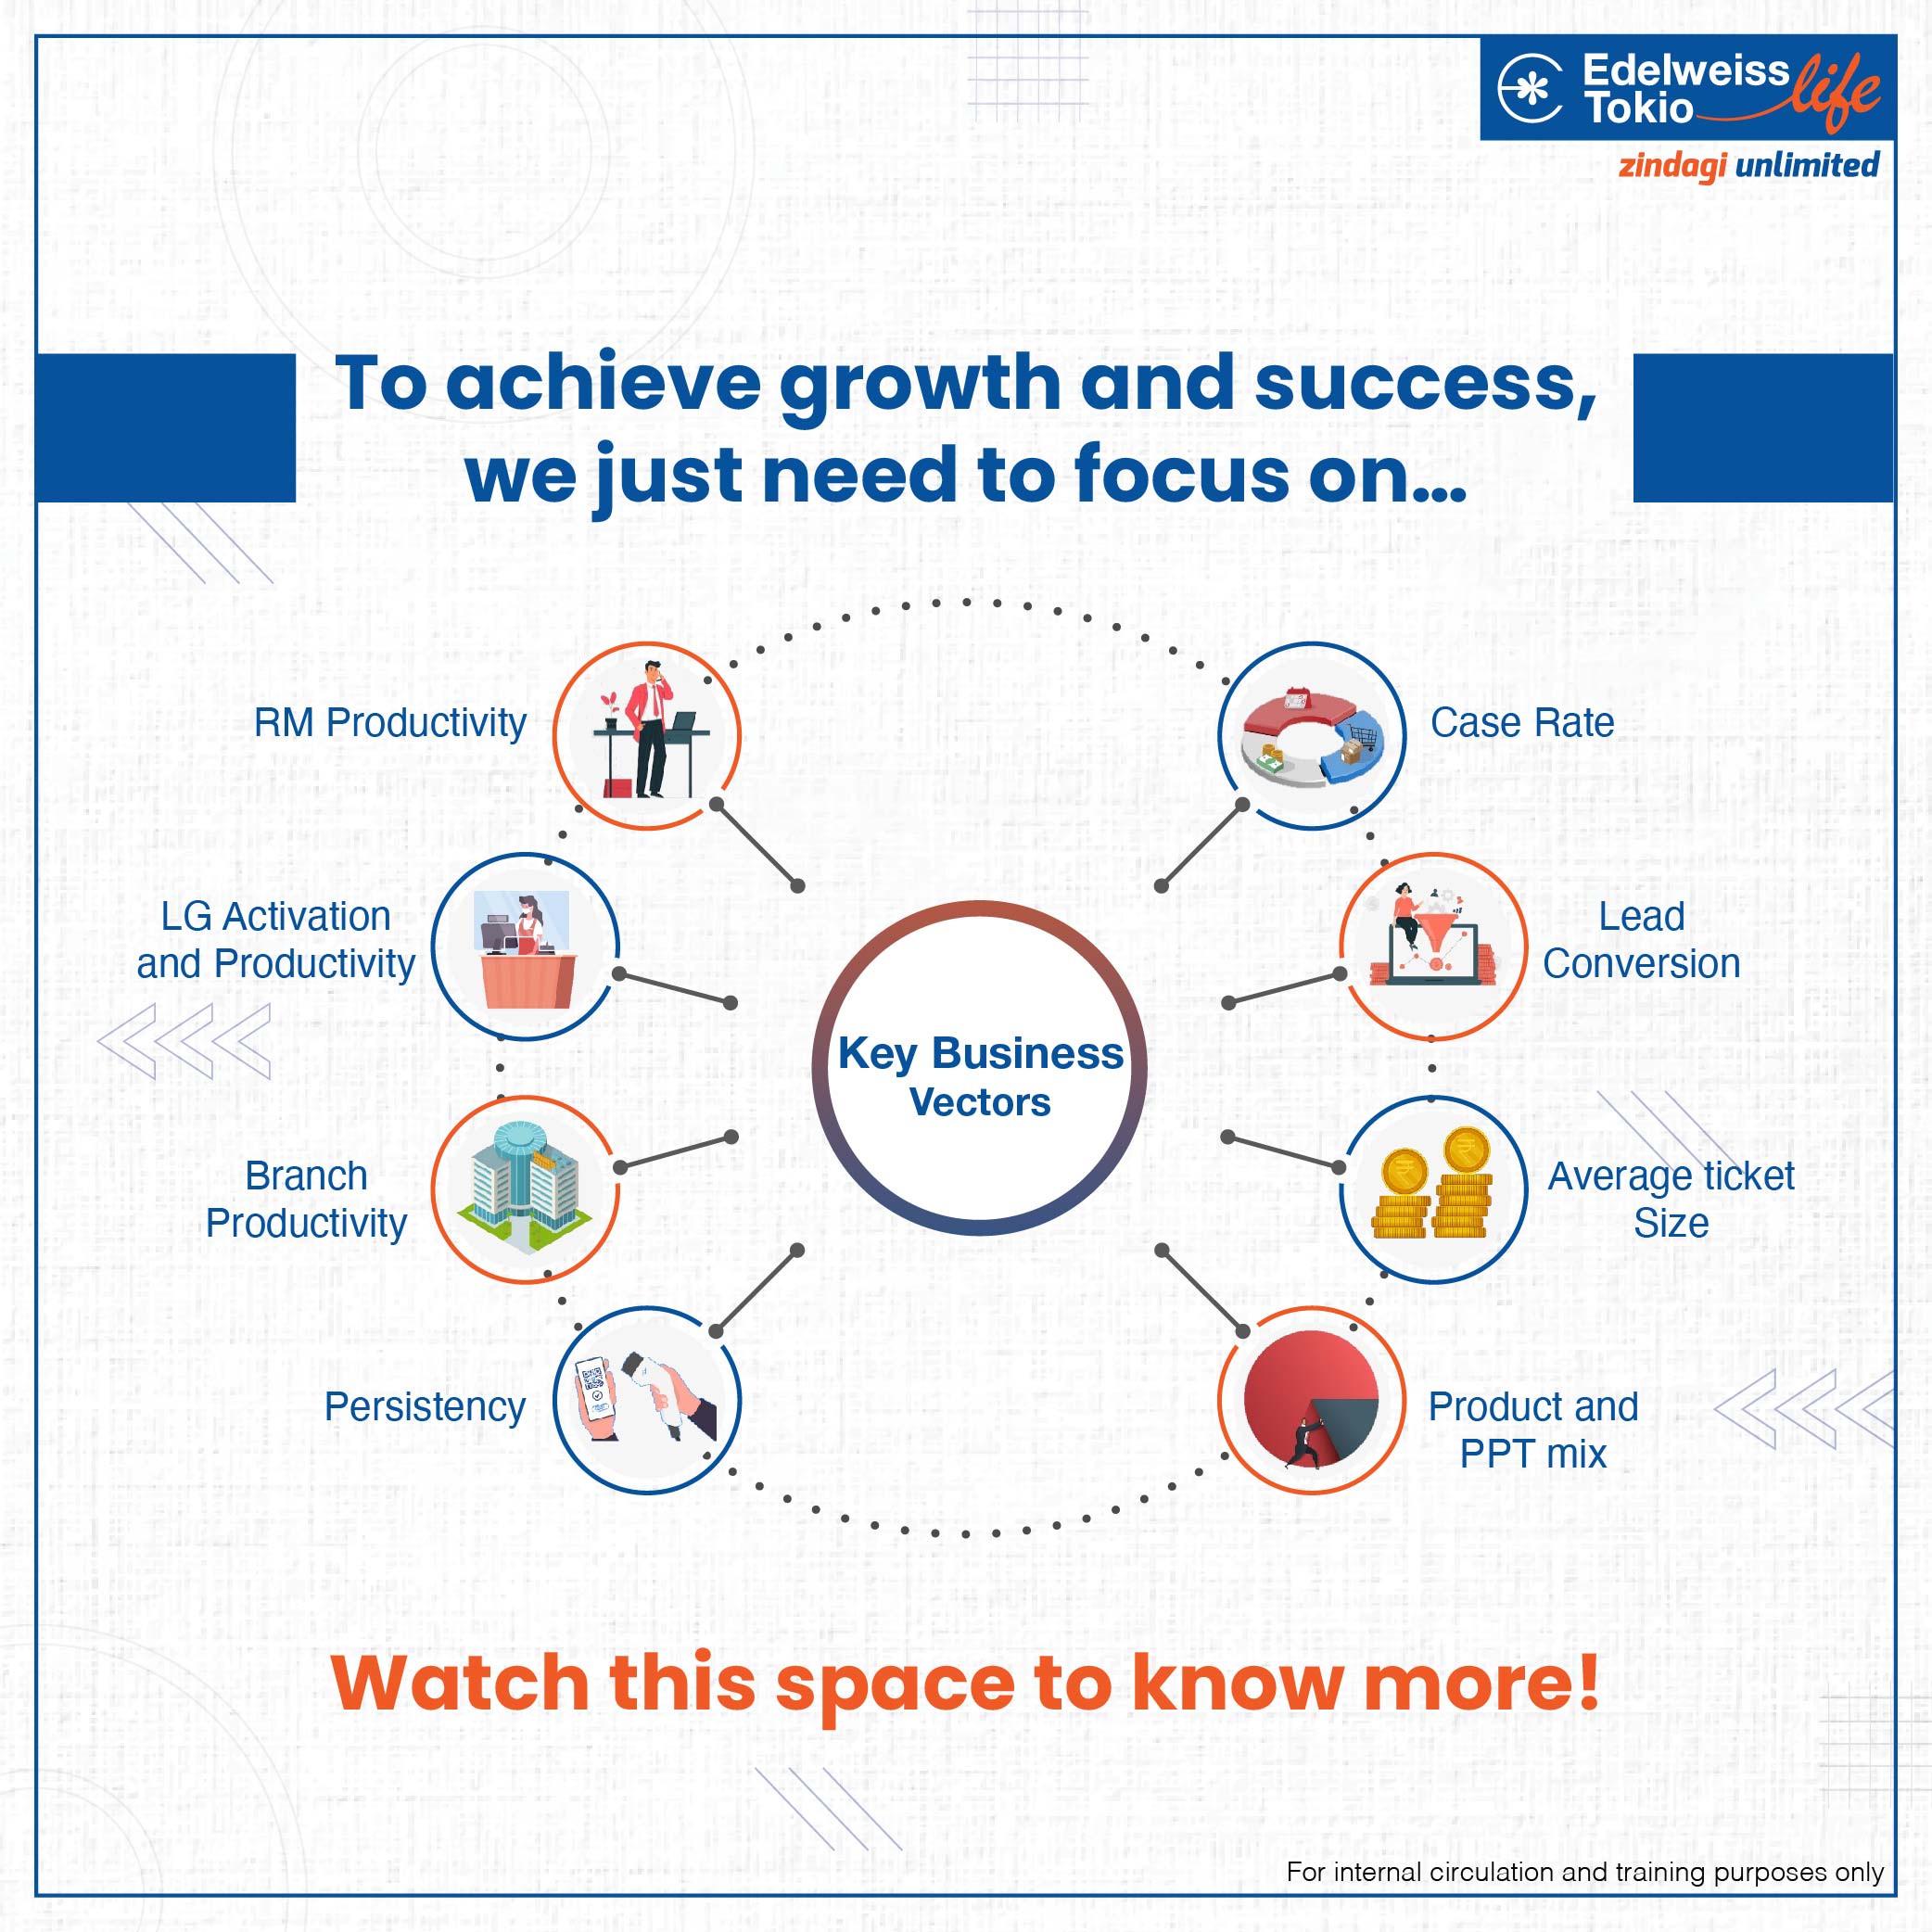 Edelweiss
Tokio life
zindagi unlimited
To achieve growth and success,
we just need to focus on...
RM Productivity
Case Rate
LG Activation
and Productivity
Lead
Conversion
Key Business
Vectors
Branch
Productivity
Average ticket
Size
Persistency
Product and
PPT mix
Watch this space to know more!
For internal circulation and training purposes only